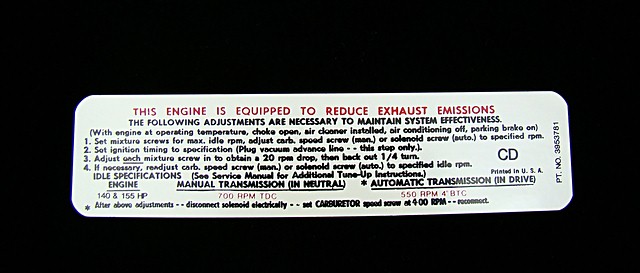 THIS ENGINE IS EQUIPPED TO REDUCE EXHAUST EMISSIONS
THE FOLLOWING ADJUSTMENTS ARE NECESSARY TO MAINTAIN SYSTEM EFFECTIVENESS.
(With engine at operating temperature, choke open, air cleaner installed, air conditioning off, parking brake on)
1. Set mixture screws for max. idle rpm, adjust carb. speed screw (man.) or solenoid screw (auto.) to specified rpm.
2. Set ignition timing to specification (Plug vacuum advance line - - this step only.).
3. Adjust each mixture screw in to obtain a 20 rpm drop, then back out 1/4 turn.
4. If necessary, readjust carb. speed screw (man.) or solenoid screw (auto.) to specified idle rpm.
CD
Printed in U. S. A.
IDLE SPECIFICATIONS (See Service Manual for Additional Tune-Up Instructions.)
ENGINE MANUAL TRANSMISSION (IN NEUTRAL) * AUTOMATIC TRANSMISSION (IN DRIVE)
140 & 155 HP 700 RPM TDC 550 RPM 4°BTC
* After above adjustments - - disconnect solenoid electrically - - set CARBURETOR speed screw at 400 RPM - - reconnect.
PT. NO. 3953781